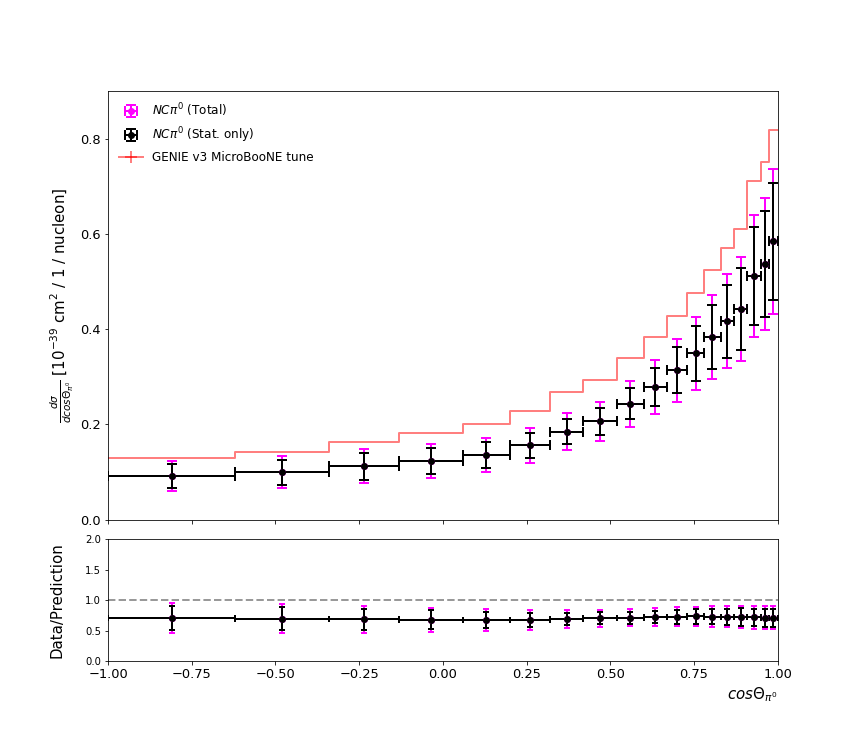 NCπ⁰ (Total)
NCπ⁰ (Stat. only)
GENIE v3 MicroBooNE tune
dσ/dcosΘπ⁰ [10⁻³⁹ cm² / 1 / nucleon]
0.8
0.6
0.4
0.2
0.0
Data/Prediction
2.0
1.5
1.0
0.5
0.0
−1.00 −0.75 −0.50 −0.25 0.00 0.25 0.50 0.75 1.00
cosΘπ⁰